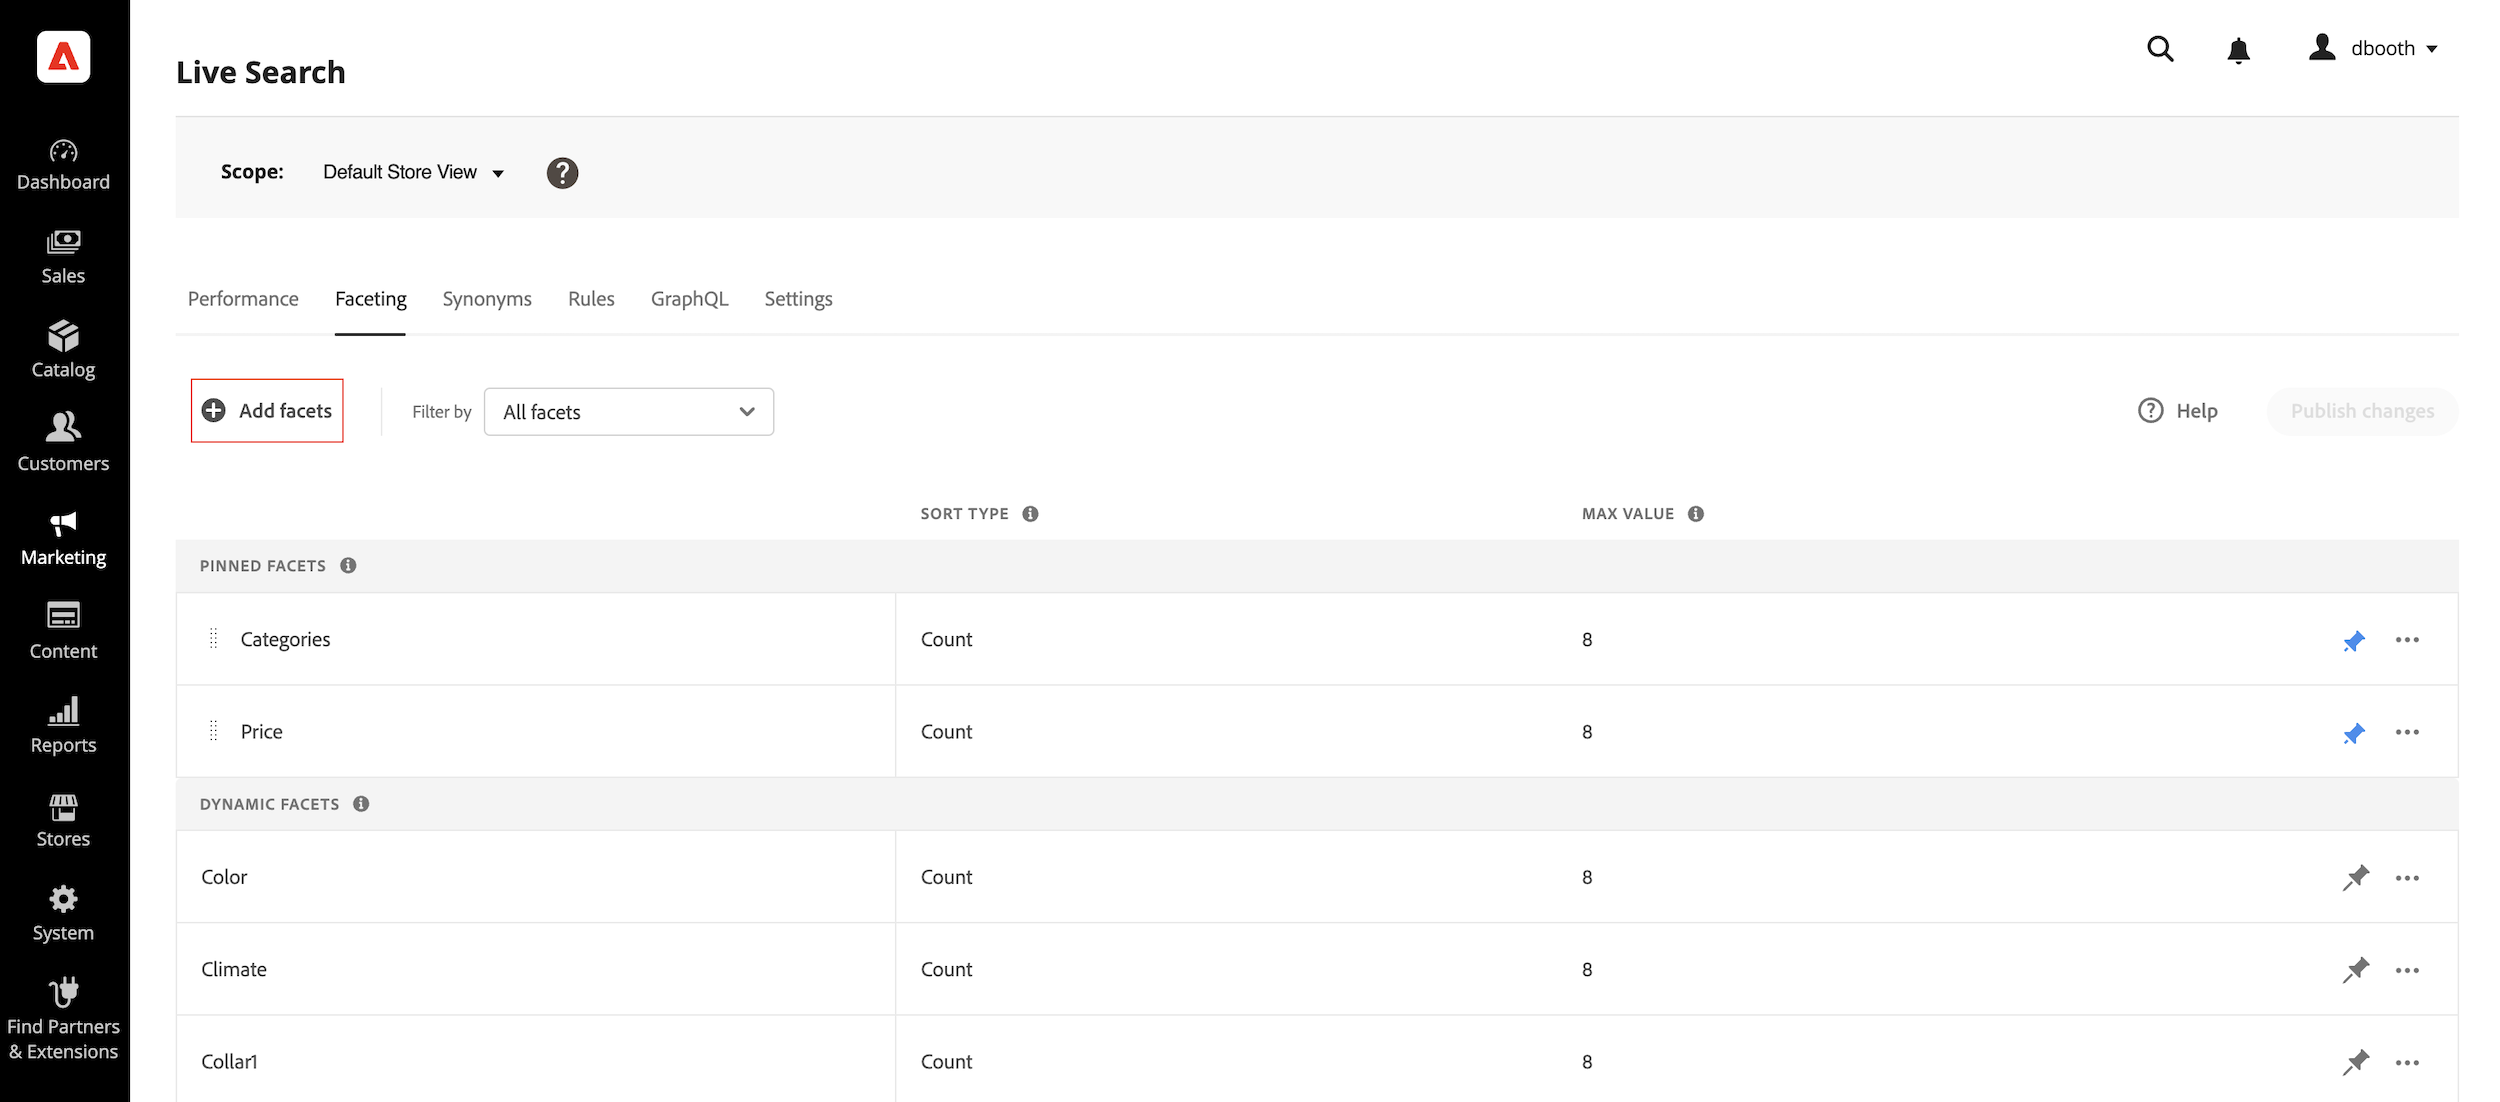 Live Search
dbooth
Scope: Default Store View ?
Dashboard
Sales
Catalog
Customers
Marketing
Content
Reports
Stores
System
Find Partners
& Extensions
Performance Faceting Synonyms Rules GraphQL Settings
Add facets Filter by All facets ? Help Publish changes
SORT TYPE MAX VALUE
PINNED FACETS
Categories Count 8
Price Count 8
DYNAMIC FACETS
Color Count 8
Climate Count 8
Collar1 Count 8